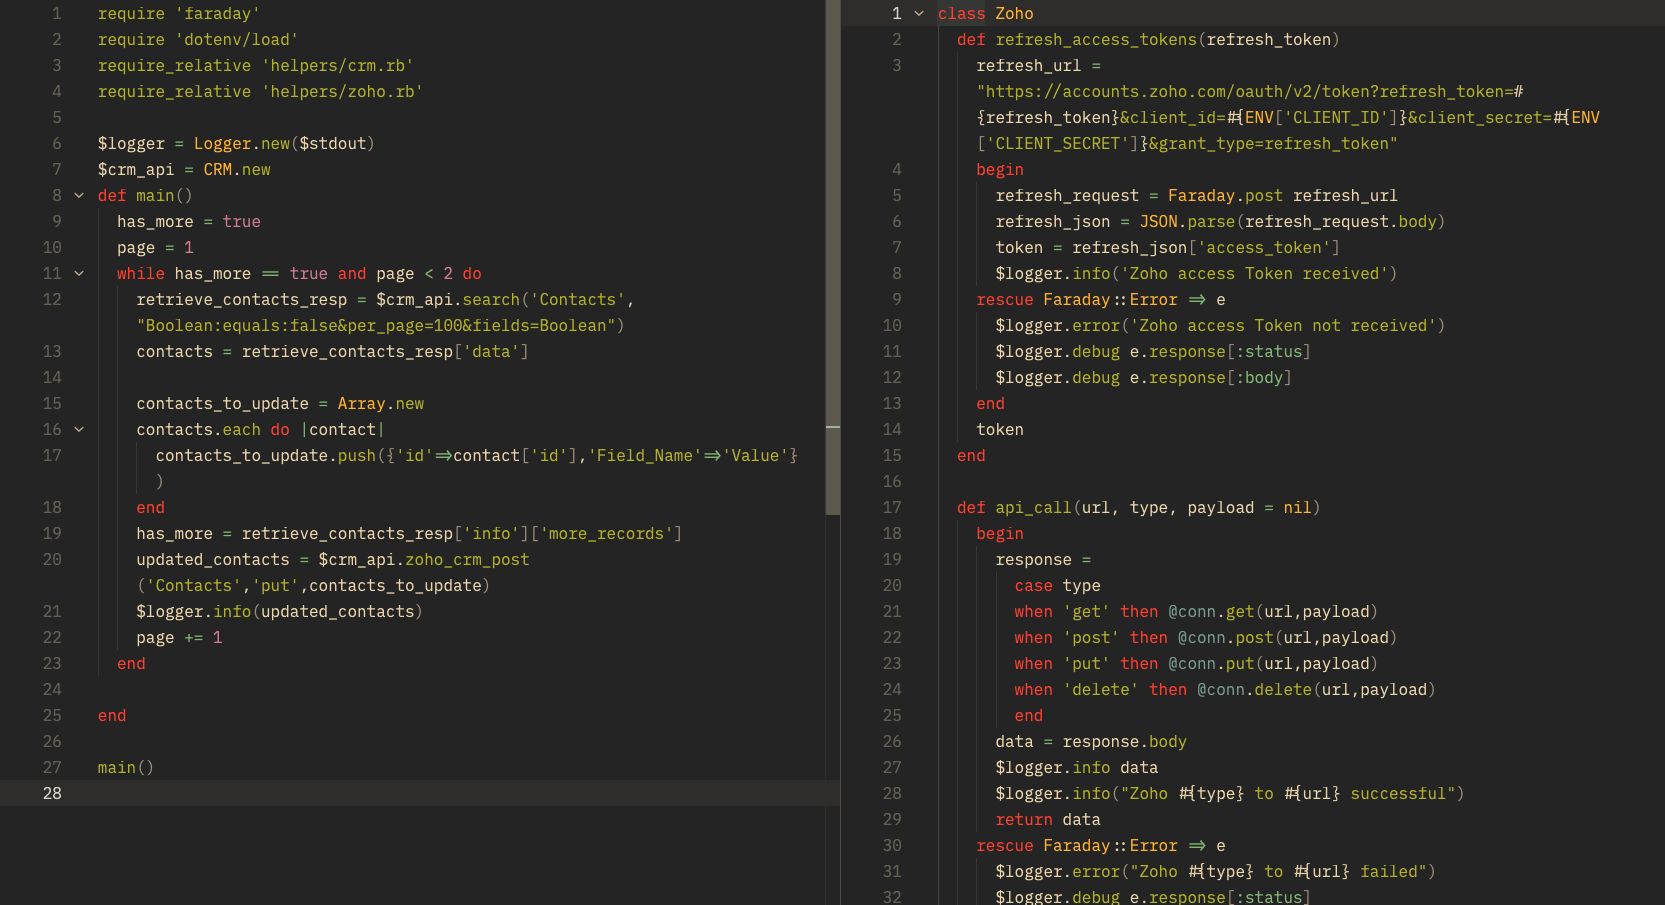 1 require 'faraday'
2 require 'dotenv/load'
3 require_relative 'helpers/crm.rb'
4 require_relative 'helpers/zoho.rb'
5
6 $logger = Logger.new($stdout)
7 $crm_api = CRM.new
8 def main()
9 has_more = true
10 page = 1
11 while has_more == true and page < 2 do
12 retrieve_contacts_resp = $crm_api.search('Contacts',
"Boolean:equals:false&per_page=100&fields=Boolean")
13 contacts = retrieve_contacts_resp['data']
14
15 contacts_to_update = Array.new
16 contacts.each do |contact|
17 contacts_to_update.push({'id'=>contact['id'],'Field_Name'=>'Value'}
)
18 end
19 has_more = retrieve_contacts_resp['info']['more_records']
20 updated_contacts = $crm_api.zoho_crm_post
('Contacts','put',contacts_to_update)
21 $logger.info(updated_contacts)
22 page += 1
23 end
24
25 end
26
27 main()
28
1 class Zoho
2 def refresh_access_tokens(refresh_token)
3 refresh_url =
"https://accounts.zoho.com/oauth/v2/token?refresh_token=#
{refresh_token}&client_id=#{ENV['CLIENT_ID']}&client_secret=#{ENV
['CLIENT_SECRET']}&grant_type=refresh_token"
4 begin
5 refresh_request = Faraday.post refresh_url
6 refresh_json = JSON.parse(refresh_request.body)
7 token = refresh_json['access_token']
8 $logger.info('Zoho access Token received')
9 rescue Faraday::Error => e
10 $logger.error('Zoho access Token not received')
11 $logger.debug e.response[:status]
12 $logger.debug e.response[:body]
13 end
14 token
15 end
16
17 def api_call(url, type, payload = nil)
18 begin
19 response =
20 case type
21 when 'get' then @conn.get(url,payload)
22 when 'post' then @conn.post(url,payload)
23 when 'put' then @conn.put(url,payload)
24 when 'delete' then @conn.delete(url,payload)
25 end
26 data = response.body
27 $logger.info data
28 $logger.info("Zoho #{type} to #{url} successful")
29 return data
30 rescue Faraday::Error => e
31 $logger.error("Zoho #{type} to #{url} failed")
32 $logger.debug e.response[:status]